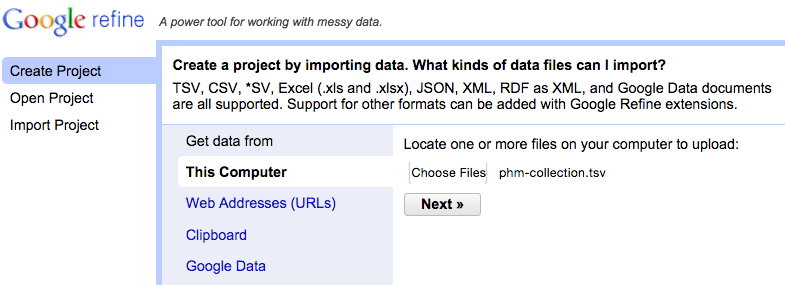 Google refine A power tool for working with messy data.
Create Project
Open Project
Import Project
Create a project by importing data. What kinds of data files can I import?
TSV, CSV, *SV, Excel (.xls and .xlsx), JSON, XML, RDF as XML, and Google Data documents
are all supported. Support for other formats can be added with Google Refine extensions.
Get data from
This Computer
Web Addresses (URLs)
Clipboard
Google Data
Locate one or more files on your computer to upload:
Choose Files phm-collection.tsv
Next »